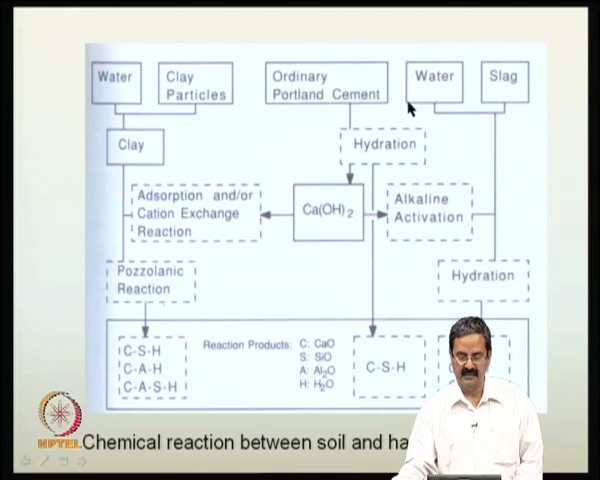 Water
Clay
Particles
Ordinary
Portland Cement
Water
Slag
Clay
Hydration
Adsorption and/or
Cation Exchange
Reaction
Ca(OH)2
Alkaline
Activation
Pozzolanic
Reaction
Hydration
C-S-H
C-A-H
C-A-S-H
Reaction Products: C: CaO
S: SiO
A: Al2O
H: H2O
C-S-H
NPTEL
Chemical reaction between soil and